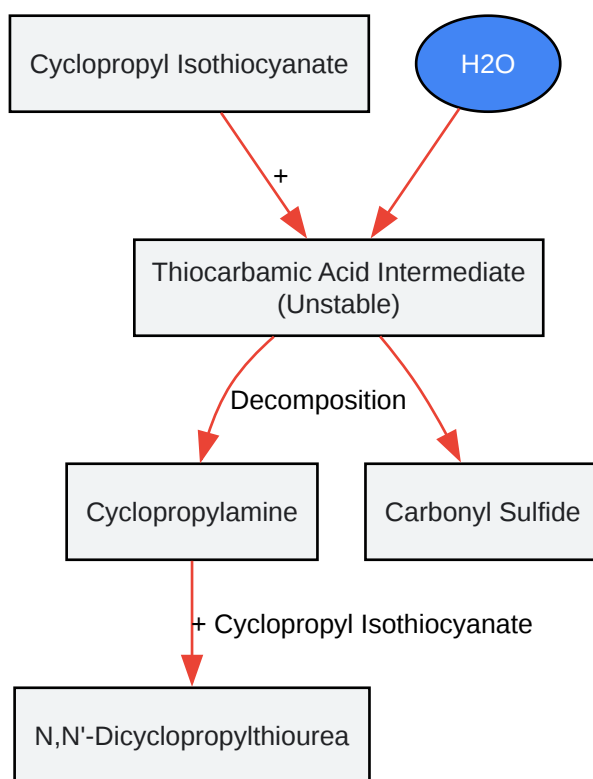 Cyclopropyl Isothiocyanate
H2O
+
Thiocarbamic Acid Intermediate
(Unstable)
Decomposition
Cyclopropylamine
Carbonyl Sulfide
+ Cyclopropyl Isothiocyanate
N,N'-Dicyclopropylthiourea